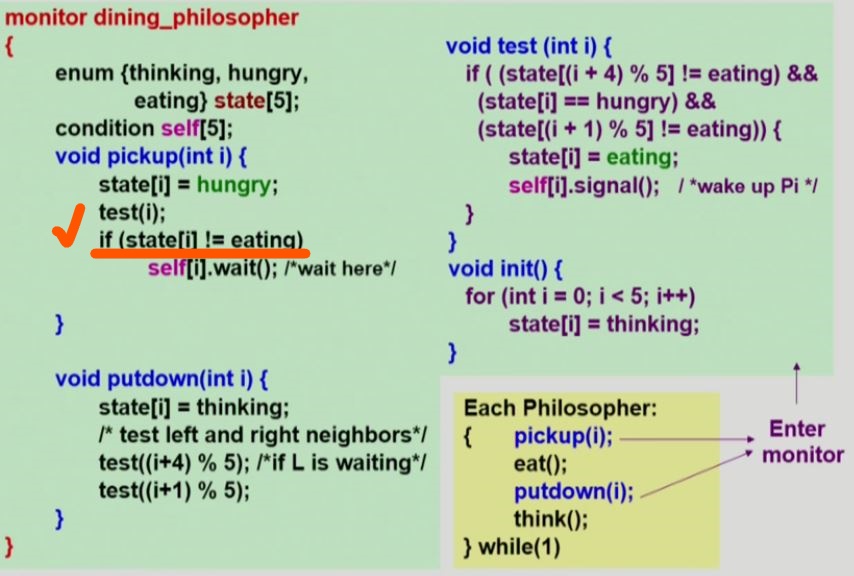 monitor dining_philosopher
{
enum {thinking, hungry,
eating} state[5];
condition self[5];
void pickup(int i) {
state[i] = hungry;
test(i);
if (state[i] != eating)
self[i].wait(); /*wait here*/
}
void putdown(int i) {
state[i] = thinking;
/* test left and right neighbors*/
test((i+4) % 5); /*if L is waiting*/
test((i+1) % 5);
}
}
void test (int i) {
if ( (state[(i + 4) % 5] != eating) &&
(state[i] == hungry) &&
(state[(i + 1) % 5] != eating)) {
state[i] = eating;
self[i].signal(); / *wake up Pi */
}
}
void init() {
for (int i = 0; i < 5; i++)
state[i] = thinking;
}
Each Philosopher:
{ pickup(i);
eat();
putdown(i);
think();
} while(1)
Enter
monitor